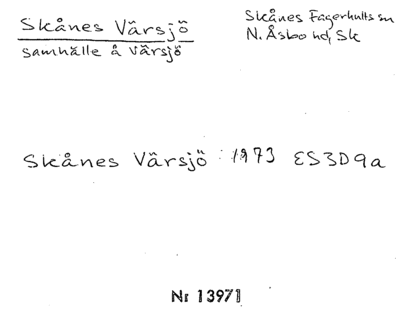 Skånes Värsjö
samhälle å Värsjö
Skånes Fagerhults sn
N. Åsbo hd, Sk
Skånes Värsjö 1973 ES3D9a
Nr 13971